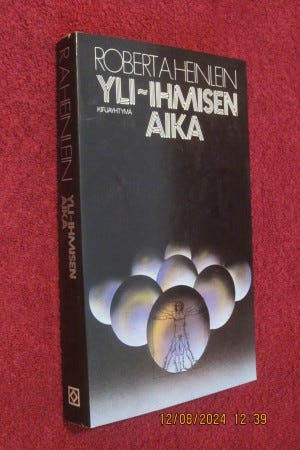 ROBERT A. HEINLEIN
YLI-IHMISEN
AIKA
KIRJAYHTYMÄ
R.A. HEINLEIN
YLI-IHMISEN
AIKA
12/08/2024 12:39